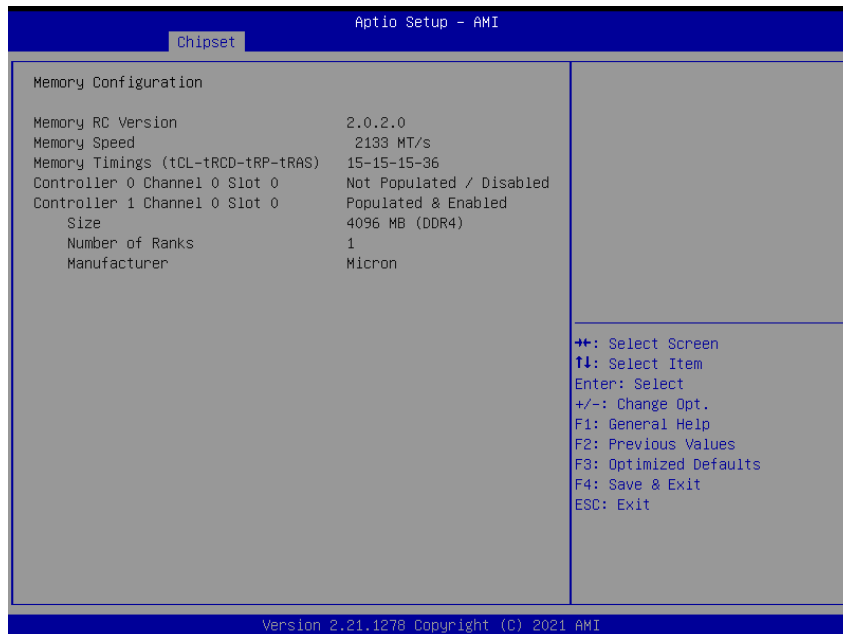 Aptio Setup - AMI
Chipset
Memory Configuration
Memory RC Version 2.0.2.0
Memory Speed 2133 MT/s
Memory Timings (tCL-tRCD-tRP-tRAS) 15-15-15-36
Controller 0 Channel 0 Slot 0 Not Populated / Disabled
Controller 1 Channel 0 Slot 0 Populated & Enabled
Size 4096 MB (DDR4)
Number of Ranks 1
Manufacturer Micron
→←: Select Screen
↑↓: Select Item
Enter: Select
+/-: Change Opt.
F1: General Help
F2: Previous Values
F3: Optimized Defaults
F4: Save & Exit
ESC: Exit
Version 2.21.1278 Copyright (C) 2021 AMI